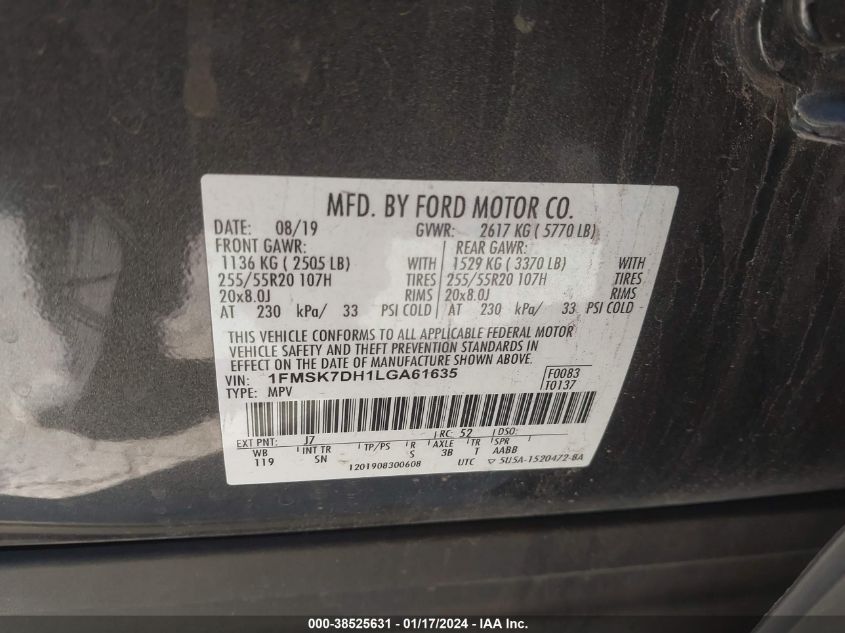 MFD. BY FORD MOTOR CO.
DATE: 08/19 GVWR: 2617 KG ( 5770 LB)
FRONT GAWR: REAR GAWR:
1136 KG ( 2505 LB) WITH 1529 KG ( 3370 LB) WITH
255/55R20 107H TIRES 255/55R20 107H TIRES
20x8.0J RIMS 20x8.0J RIMS
AT 230 kPa/ 33 PSI COLD AT 230 kPa/ 33 PSI COLD
THIS VEHICLE CONFORMS TO ALL APPLICABLE FEDERAL MOTOR
VEHICLE SAFETY AND THEFT PREVENTION STANDARDS IN
EFFECT ON THE DATE OF MANUFACTURE SHOWN ABOVE.
VIN: 1FMSK7DH1LGA61635 F0083
TYPE: MPV T0137
EXT PNT: J7 RC: 52 DSO:
WB INT TR TP/PS R AXLE TR SPR
119 SN S 3B T AABB
1201908300608 UTC ▽ 5U5A-1520472-BA
000-38525631 - 01/17/2024 - IAAI, Inc.